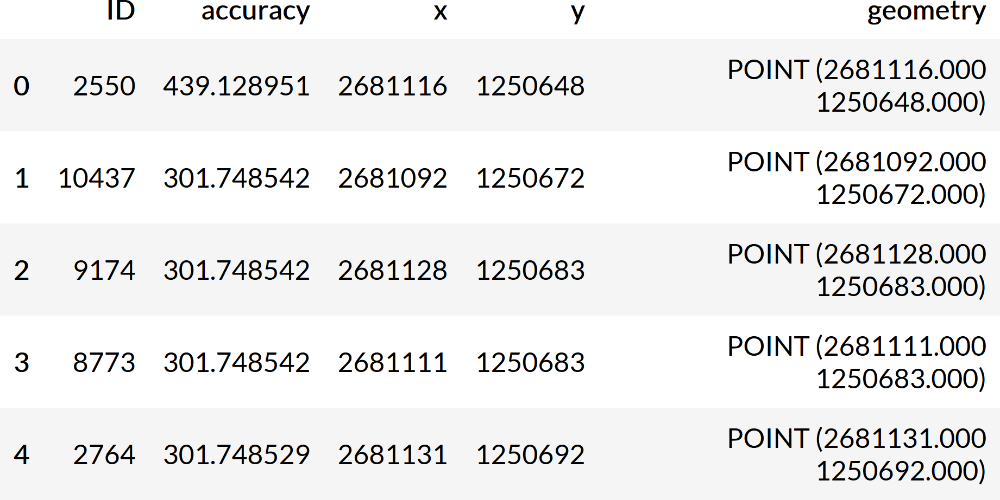 ID accuracy x y geometry
0 2550 439.128951 2681116 1250648 POINT (2681116.000
1250648.000)
1 10437 301.748542 2681092 1250672 POINT (2681092.000
1250672.000)
2 9174 301.748542 2681128 1250683 POINT (2681128.000
1250683.000)
3 8773 301.748542 2681111 1250683 POINT (2681111.000
1250683.000)
4 2764 301.748529 2681131 1250692 POINT (2681131.000
1250692.000)